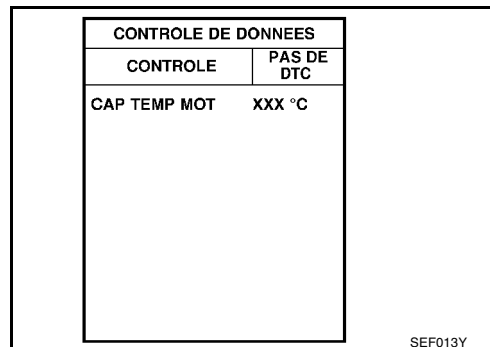 CONTROLE DE DONNEES
CONTROLE PAS DE DTC
CAP TEMP MOT XXX °C
SEF013Y